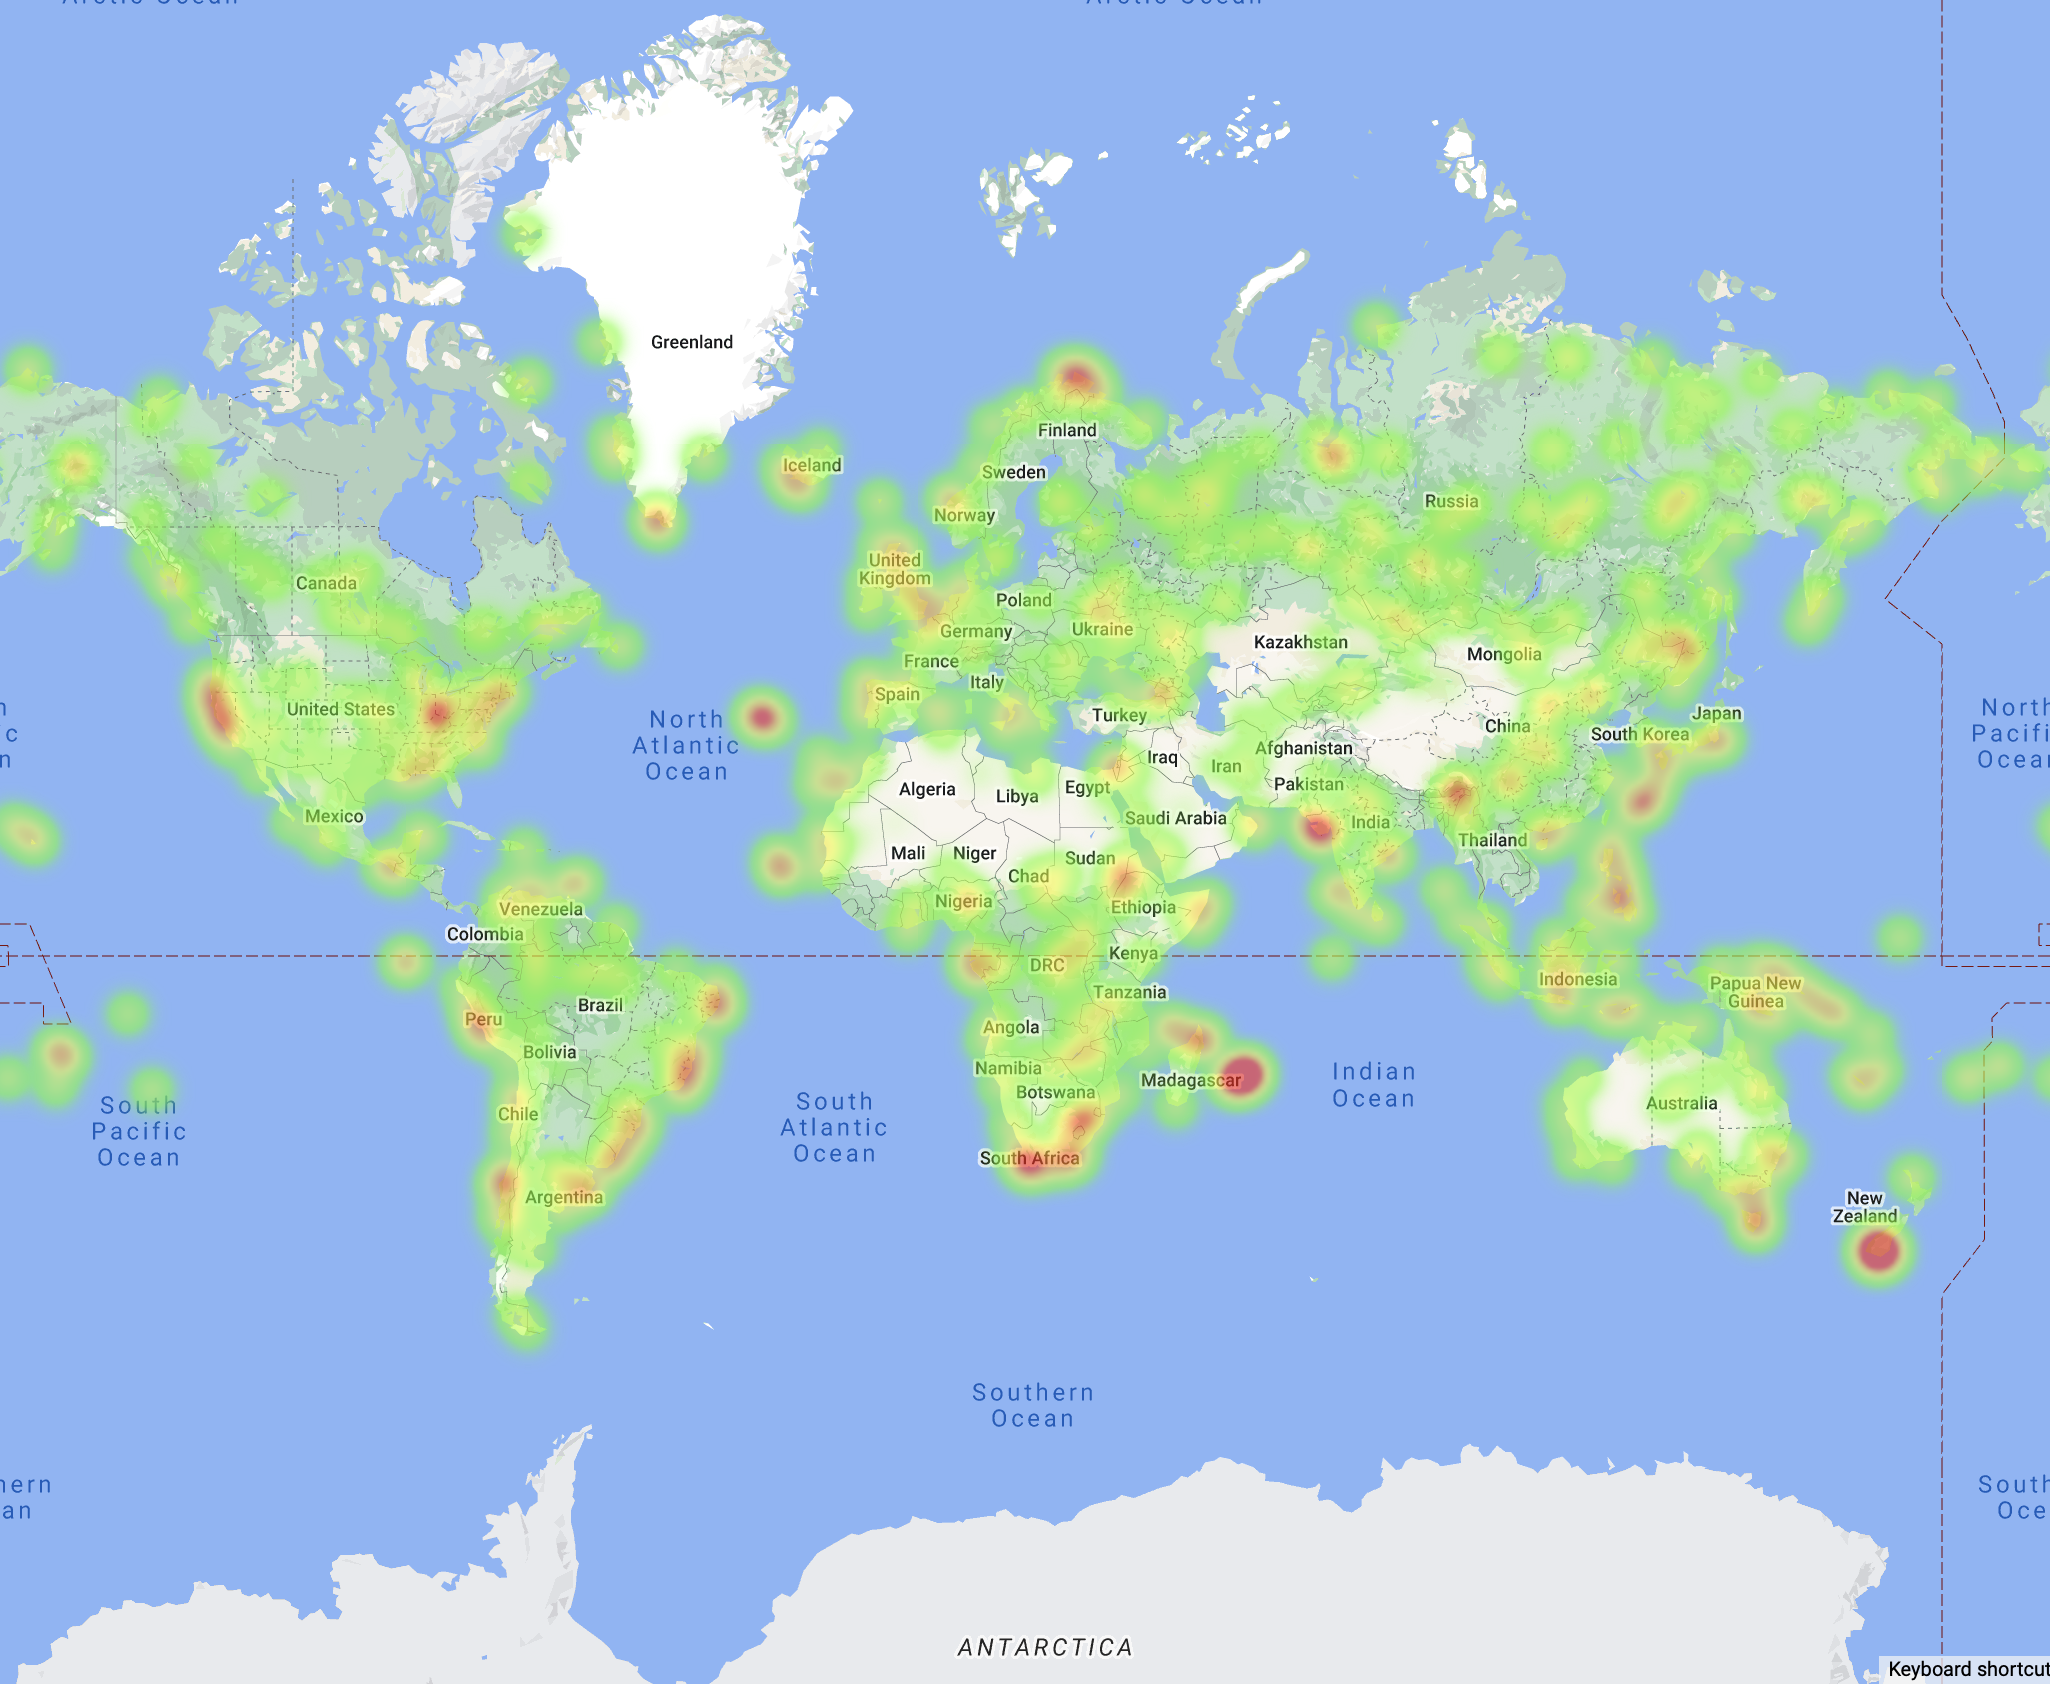 Arctic Ocean
Arctic Ocean
Greenland
Iceland
Finland
Sweden
Norway
Russia
United
Kingdom
Canada
Poland
Germany
Ukraine
Kazakhstan
Mongolia
France
Italy
Spain
United States
North
Atlantic
Ocean
Turkey
China
Japan
South Korea
North
Pacifi
Ocea
Afghanistan
Iraq
Iran
Pakistan
Algeria
Libya
Egypt
Mexico
Saudi Arabia
India
Thailand
Mali
Niger
Sudan
Chad
Nigeria
Ethiopia
Venezuela
Colombia
Kenya
DRC
Indonesia
Papua New
Guinea
Tanzania
Brazil
Peru
Angola
Bolivia
Namibia
Madagascar
Botswana
Indian
Ocean
Australia
Chile
South
Pacific
Ocean
South
Atlantic
Ocean
South Africa
Argentina
New
Zealand
Southern
Ocean
hern
an
South
Oce
ANTARCTICA
Keyboard shortcut